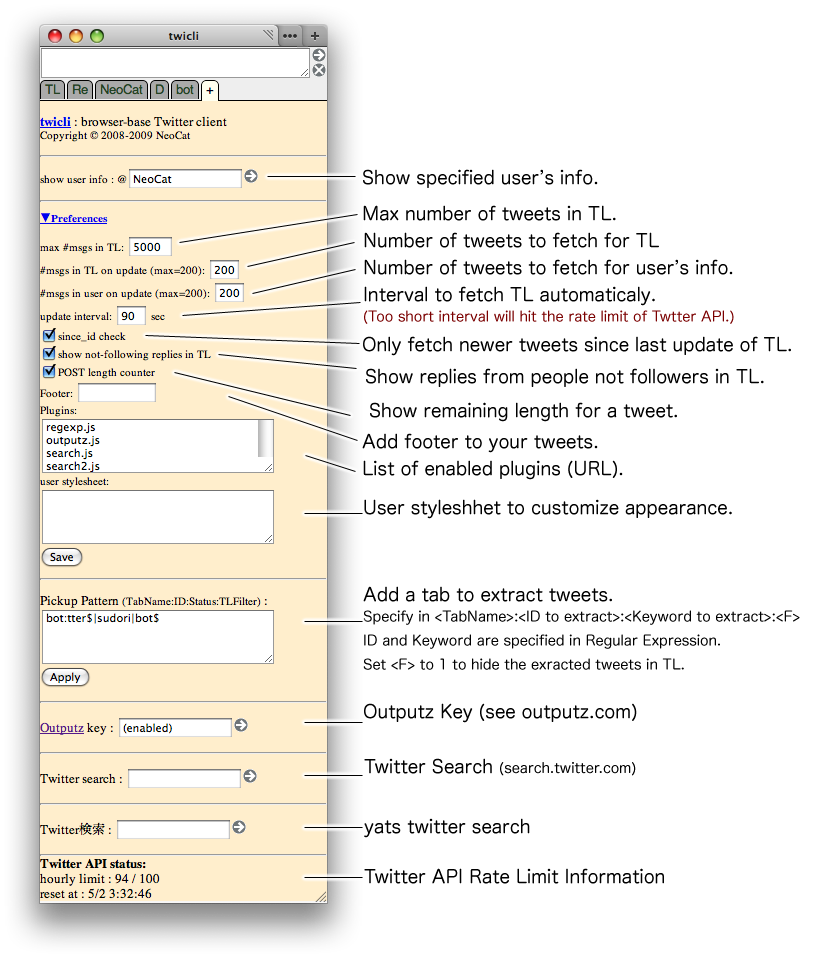 twicli
••• +
TL Re NeoCat D bot +
twicli : browser-base Twitter client
Copyright © 2008-2009 NeoCat
show user info : @ NeoCat
Show specified user's info.
▼Preferences
Max number of tweets in TL.
max #msgs in TL: 5000
Number of tweets to fetch for TL
#msgs in TL on update (max=200): 200
Number of tweets to fetch for user's info.
#msgs in user on update (max=200): 200
Interval to fetch TL automaticaly.
update interval: 90 sec
(Too short interval will hit the rate limit of Twtter API.)
since_id check
Only fetch newer tweets since last update of TL.
show not-following replies in TL
Show replies from people not followers in TL.
POST length counter
Show remaining length for a tweet.
Footer:
Add footer to your tweets.
Plugins:
regexp.js
outputz.js
search.js
search2.js
List of enabled plugins (URL).
user stylesheet:
User styleshhet to customize appearance.
Save
Pickup Pattern (TabName:ID:Status:TLFilter) :
bot:tter$|sudori|bot$
Add a tab to extract tweets.
Specify in <TabName>:<ID to extract>:<Keyword to extract>:<F>
ID and Keyword are specified in Regular Expression.
Set <F> to 1 to hide the exracted tweets in TL.
Apply
Outputz key : (enabled)
Outputz Key (see outputz.com)
Twitter search :
Twitter Search (search.twitter.com)
Twitter検索 :
yats twitter search
Twitter API status:
hourly limit : 94 / 100
reset at : 5/2 3:32:46
Twitter API Rate Limit Information